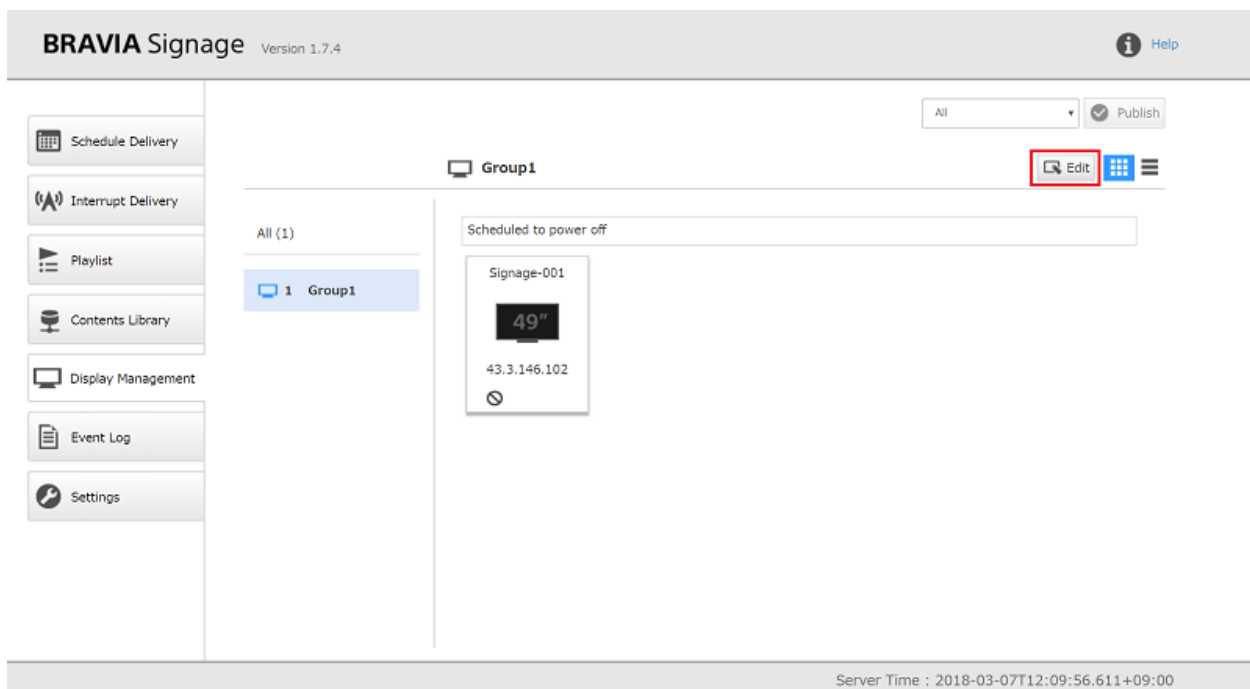 BRAVIA Signage Version 1.7.4
Help
All
Publish
Schedule Delivery
Interrupt Delivery
Playlist
Contents Library
Display Management
Event Log
Settings
Group1
Edit
All (1)
1 Group1
Scheduled to power off
Signage-001
49"
43.3.146.102
Server Time : 2018-03-07T12:09:56.611+09:00